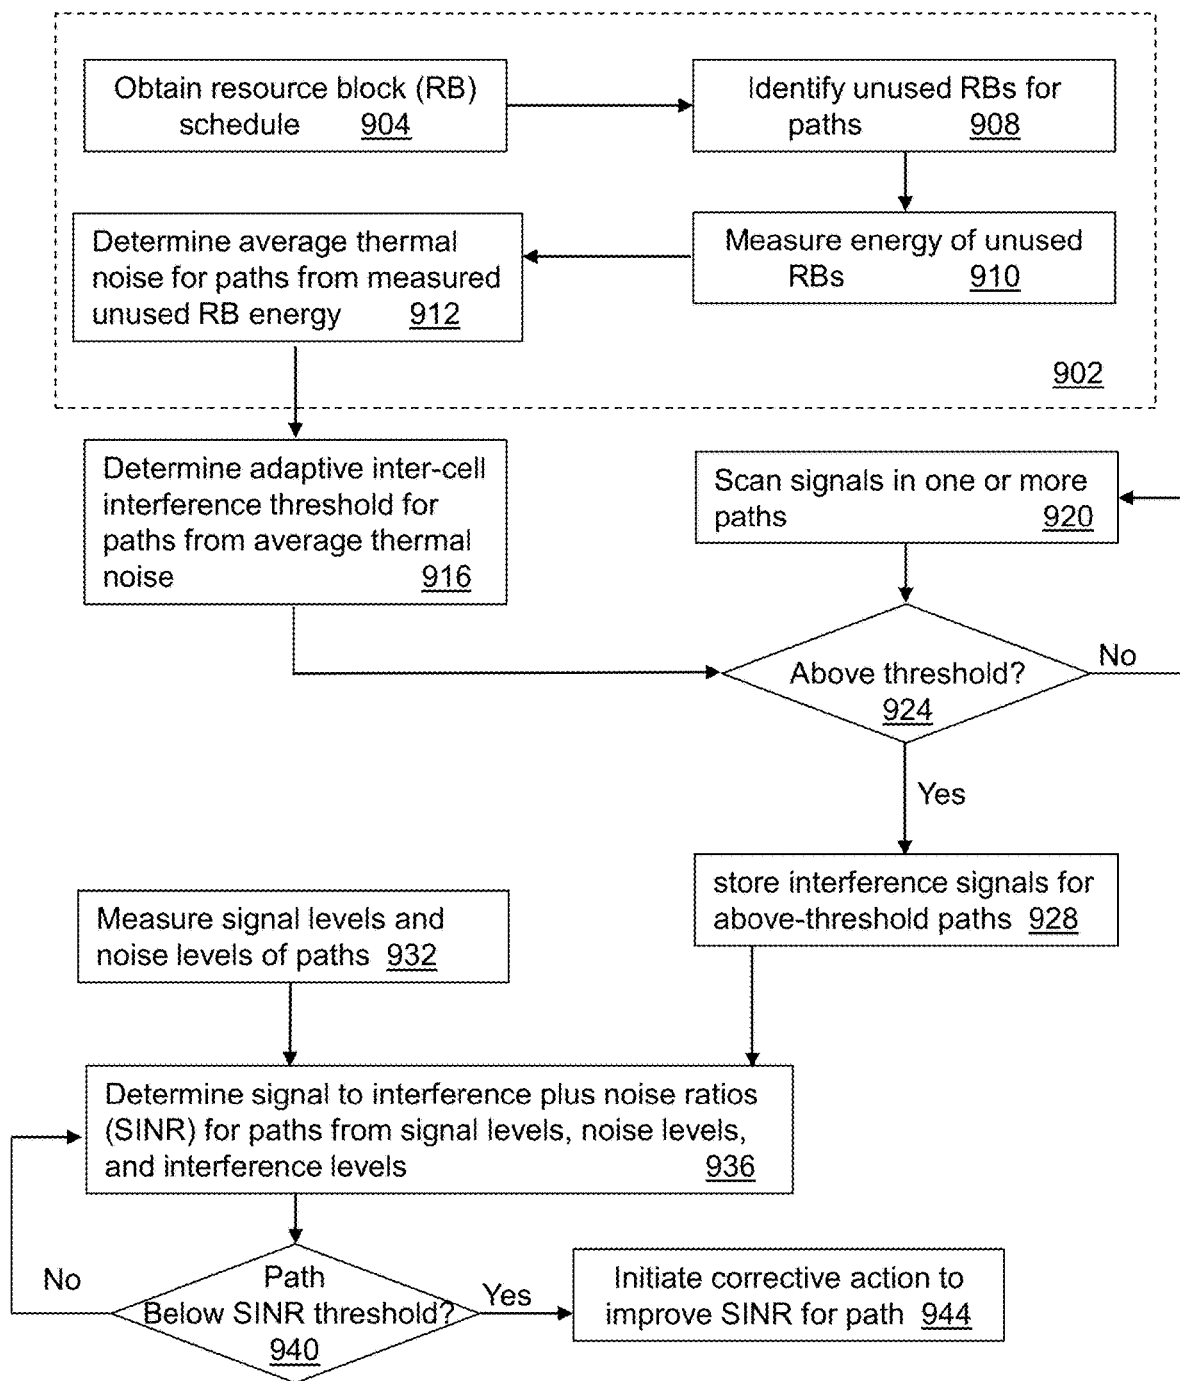 Obtain resource block (RB)
schedule 904
Identify unused RBs for
paths 908
Determine average thermal
noise for paths from measured
unused RB energy 912
Measure energy of unused
RBs 910
902
Determine adaptive inter-cell
interference threshold for
paths from average thermal
noise 916
Scan signals in one or more
paths 920
Above threshold?
924
No
Yes
store interference signals for
above-threshold paths 928
Measure signal levels and
noise levels of paths 932
Determine signal to interference plus noise ratios
(SINR) for paths from signal levels, noise levels,
and interference levels 936
No
Path
Below SINR threshold?
940
Yes
Initiate corrective action to
improve SINR for path 944